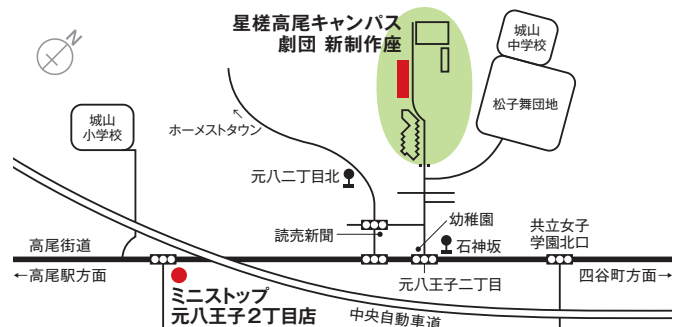 N
星槎高尾キャンパス
劇団 新制作座
城山
中学校
松子舞団地
城山
小学校
ホーメストタウン
元八二丁目北
読売新聞
幼稚園
石神坂
共立女子
学園北口
高尾街道
←高尾駅方面
元八王子二丁目
四谷町方面→
ミニストップ
元八王子2丁目店
中央自動車道